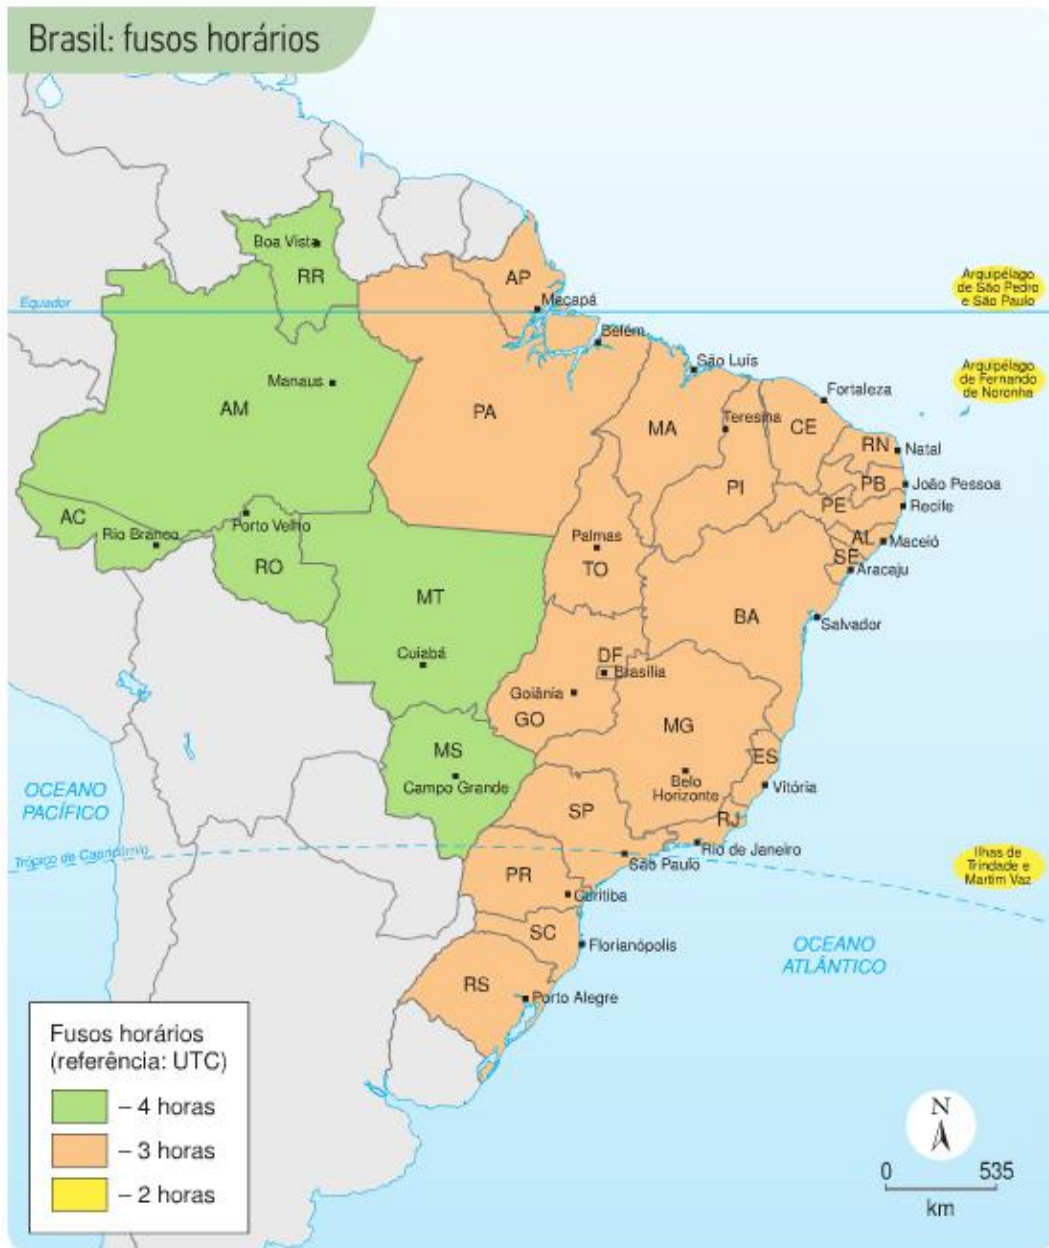 Brasil: fusos horários
Boa Vista
RR
AP
Equador
Macapá
Arquipélago
de São Pedro
e São Paulo
Belém
São Luís
Arquipélago
de Fernando
de Noronha
Manaus
Fortaleza
AM
PA
MA
Teresina
CE
RN
Natal
PI
PB
João Pessoa
PE
Recife
AC
Rio Branco
Porto Velho
Palmas
AL
Maceió
RO
TO
SE
Aracaju
MT
BA
Salvador
Cuiabá
DF
Brasília
Goiânia
GO
MG
MS
ES
Campo Grande
Belo
Horizonte
Vitória
OCEANO
PACÍFICO
SP
RJ
Trópico de Capricórnio
Rio de Janeiro
São Paulo
Ilhas de
Trindade e
Martim Vaz
PR
Curitiba
SC
Florianópolis
OCEANO
ATLÂNTICO
RS
Porto Alegre
Fusos horários
(referência: UTC)
– 4 horas
– 3 horas
– 2 horas
N
0 535
km